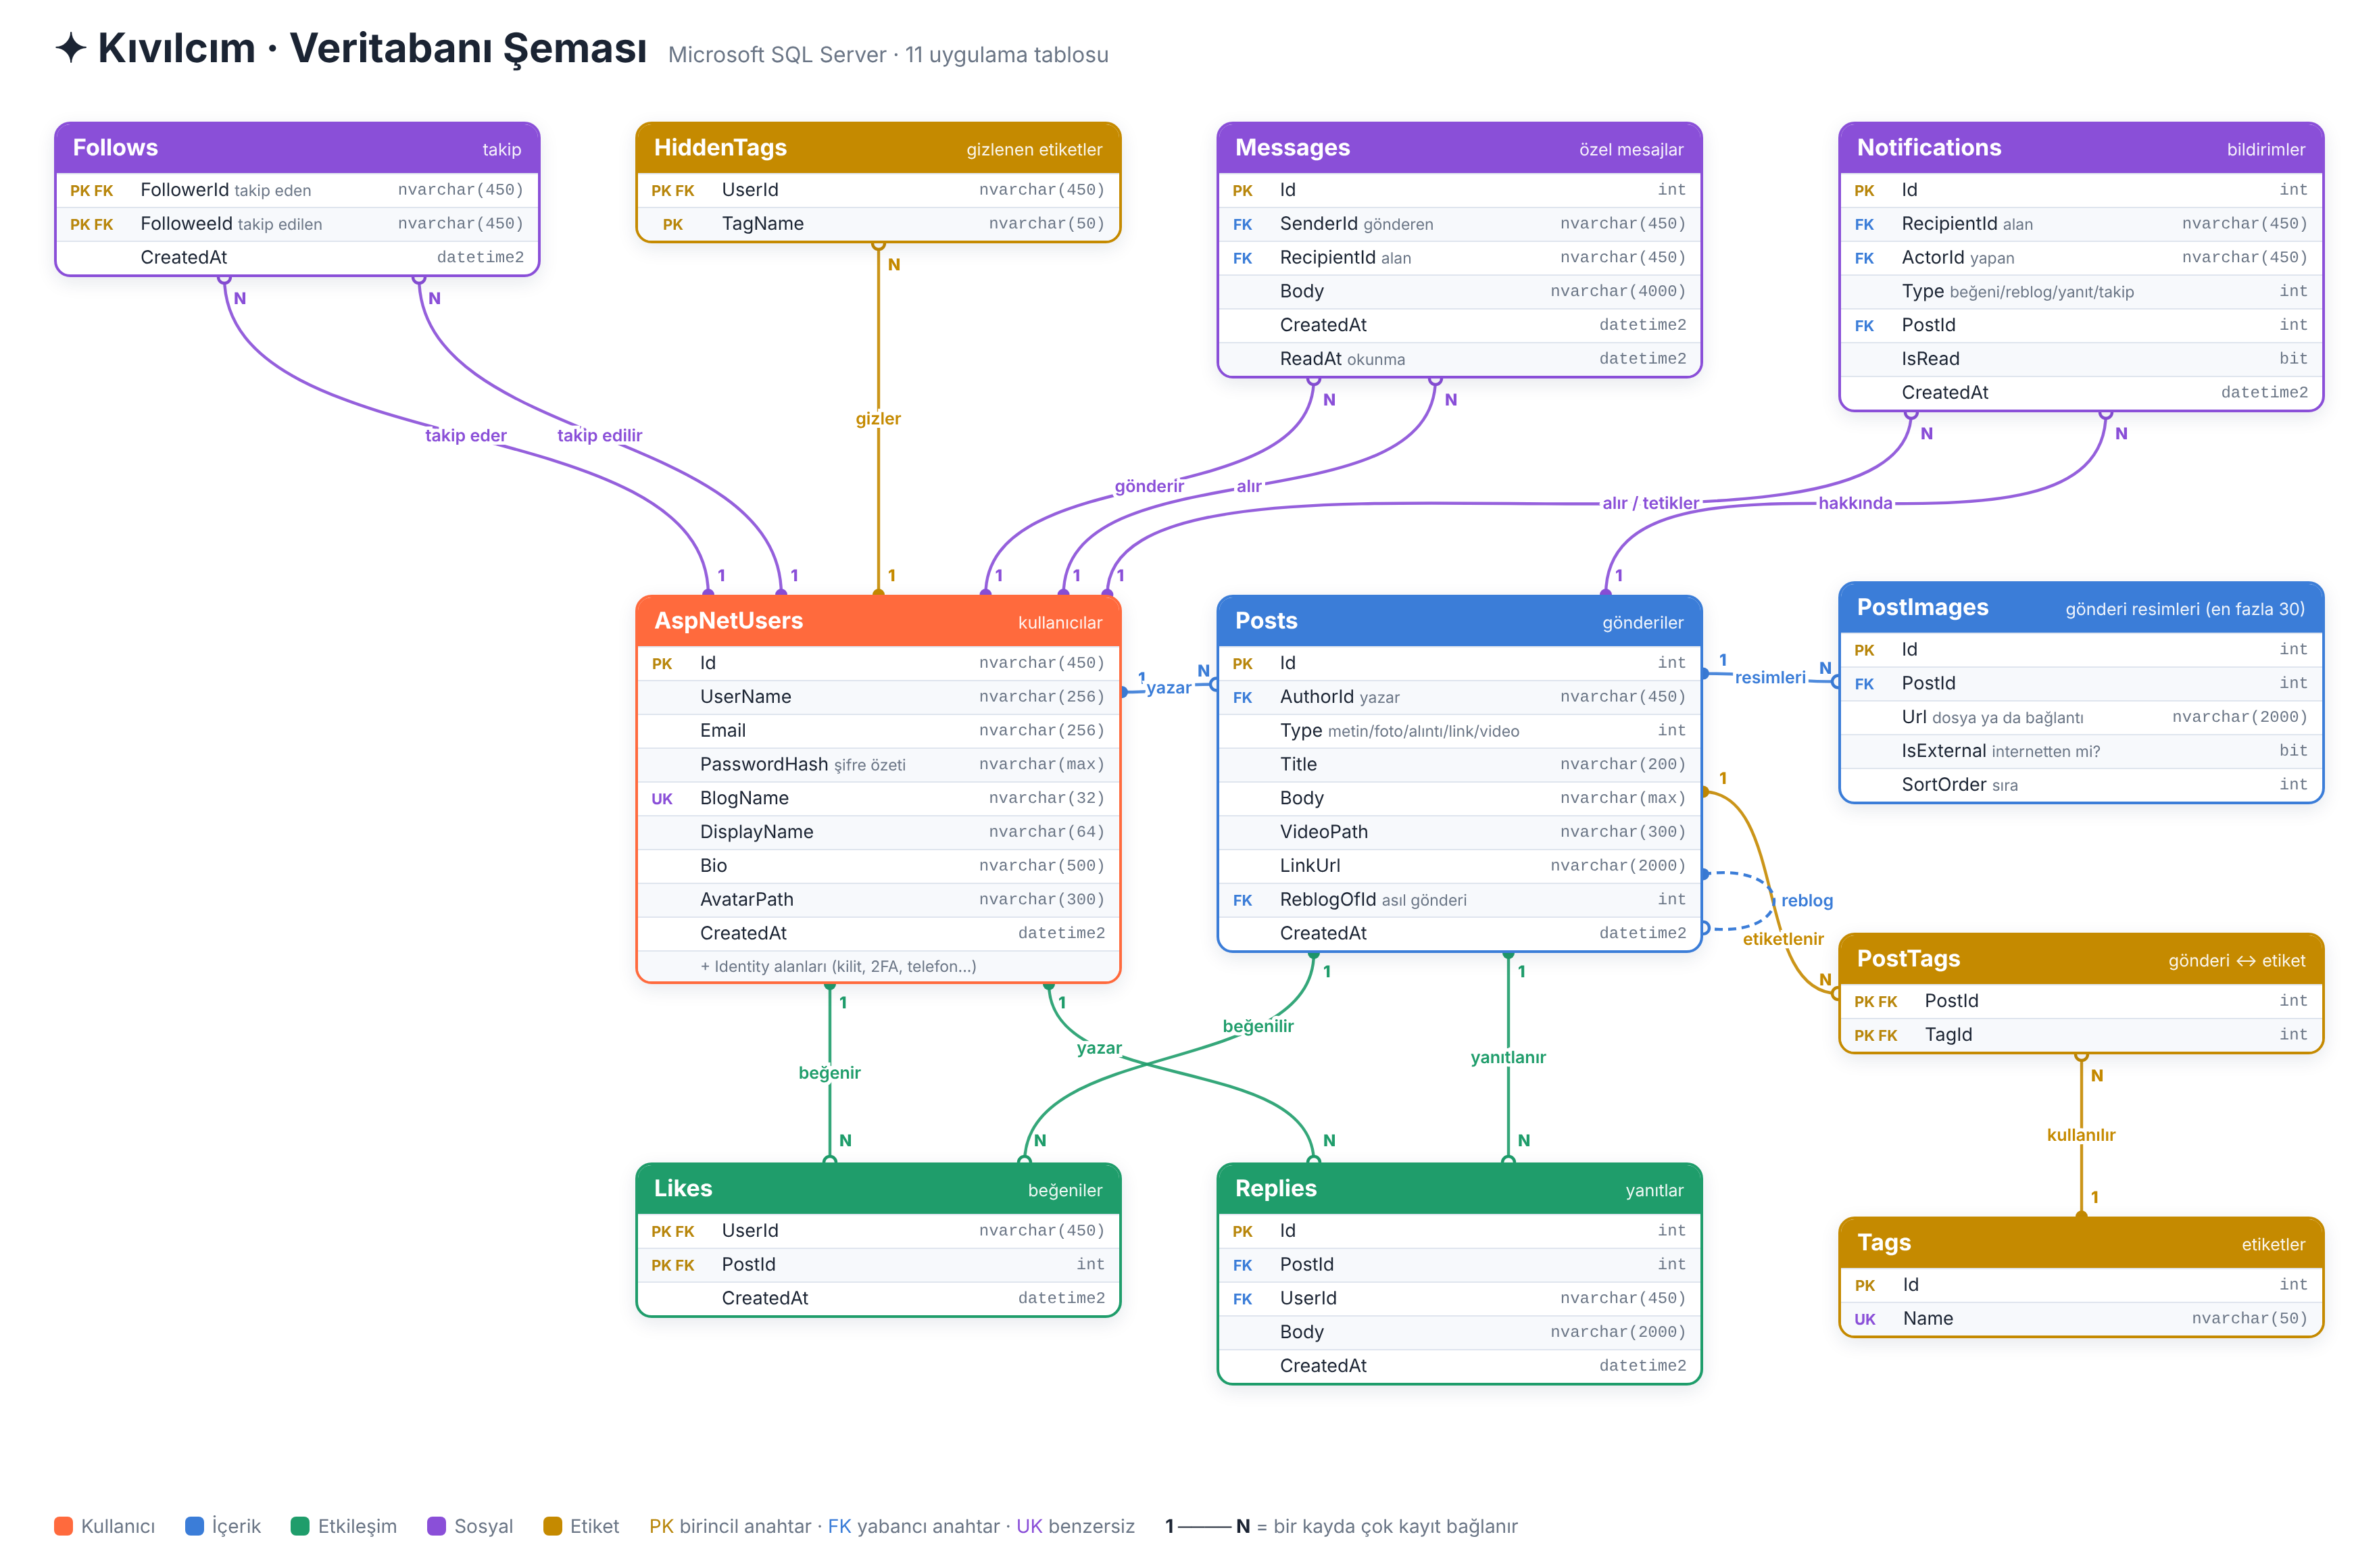 ✦ Kıvılcım · Veritabanı Şeması Microsoft SQL Server · 11 uygulama tablosu
Follows takip
PK FK FollowerId takip eden nvarchar(450)
PK FK FolloweeId takip edilen nvarchar(450)
CreatedAt datetime2
HiddenTags gizlenen etiketler
PK FK UserId nvarchar(450)
PK TagName nvarchar(50)
Messages özel mesajlar
PK Id int
FK SenderId gönderen nvarchar(450)
FK RecipientId alan nvarchar(450)
Body nvarchar(4000)
CreatedAt datetime2
ReadAt okunma datetime2
Notifications bildirimler
PK Id int
FK RecipientId alan nvarchar(450)
FK ActorId yapan nvarchar(450)
Type beğeni/reblog/yanıt/takip int
FK PostId int
IsRead bit
CreatedAt datetime2
N
N
N
N
N
N
N
takip eder
takip edilir
gizler
gönderir
alır
alır / tetikler
hakkında
1
1
1
1
1
1
1
AspNetUsers kullanıcılar
PK Id nvarchar(450)
UserName nvarchar(256)
Email nvarchar(256)
PasswordHash şifre özeti nvarchar(max)
UK BlogName nvarchar(32)
DisplayName nvarchar(64)
Bio nvarchar(500)
AvatarPath nvarchar(300)
CreatedAt datetime2
+ Identity alanları (kilit, 2FA, telefon…)
1
yazar
N
Posts gönderiler
PK Id int
FK AuthorId yazar nvarchar(450)
Type metin/foto/alıntı/link/video int
Title nvarchar(200)
Body nvarchar(max)
VideoPath nvarchar(300)
LinkUrl nvarchar(2000)
FK ReblogOfId asıl gönderi int
CreatedAt datetime2
1
resimleri
N
PostImages gönderi resimleri (en fazla 30)
PK Id int
FK PostId int
Url dosya ya da bağlantı nvarchar(2000)
IsExternal internetten mi? bit
SortOrder sıra int
1
reblog
etiketlenir
N
PostTags gönderi ↔ etiket
PK FK PostId int
PK FK TagId int
1
1
1
1
beğenilir
yazar
yanıtlanır
beğenir
N
kullanılır
N
N
N
N
1
Likes beğeniler
PK FK UserId nvarchar(450)
PK FK PostId int
CreatedAt datetime2
Replies yanıtlar
PK Id int
FK PostId int
FK UserId nvarchar(450)
Body nvarchar(2000)
CreatedAt datetime2
Tags etiketler
PK Id int
UK Name nvarchar(50)
Kullanıcı İçerik Etkileşim Sosyal Etiket PK birincil anahtar · FK yabancı anahtar · UK benzersiz 1 ——— N = bir kayda çok kayıt bağlanır